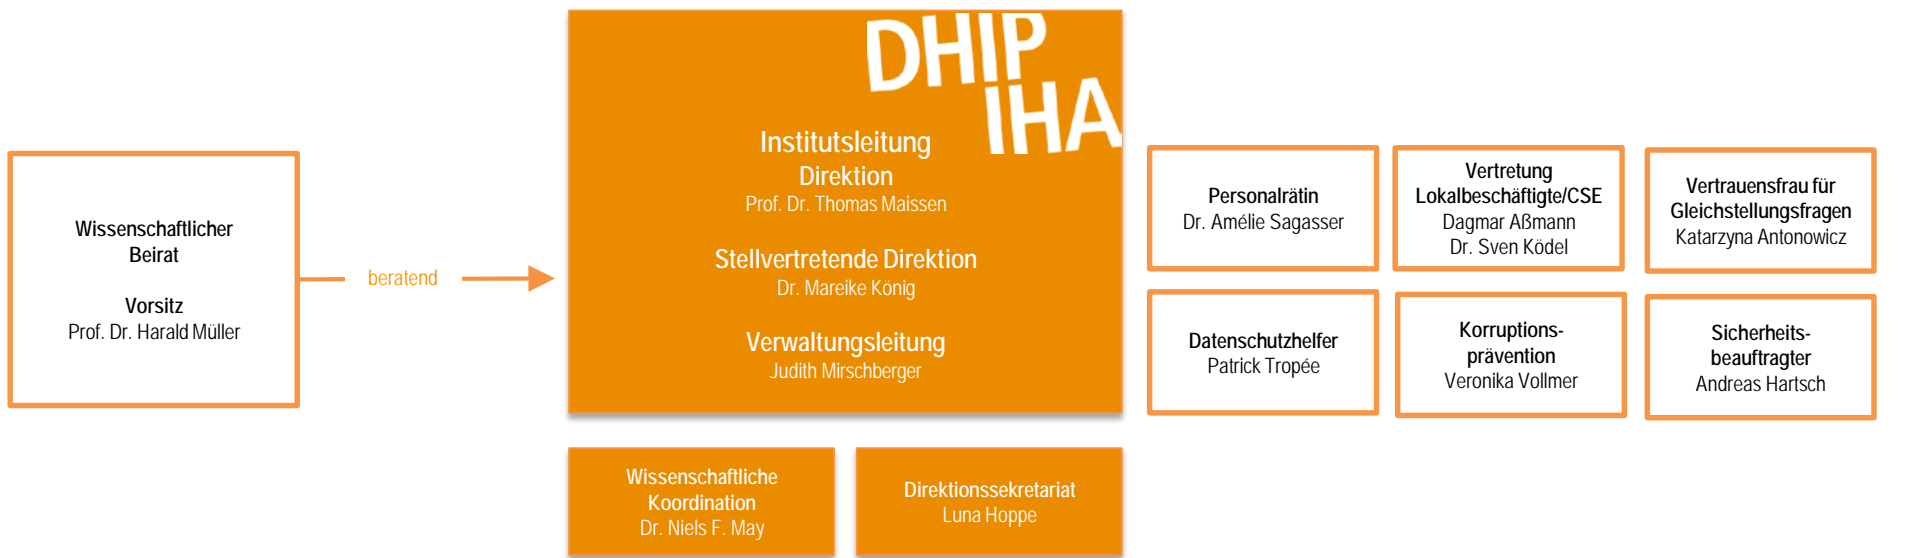 DHIP
IHA
Institutsleitung
Direktion
Prof. Dr. Thomas Maissen
Stellvertretende Direktion
Dr. Mareike König
Verwaltungsleitung
Judith Mirschberger
Wissenschaftlicher
Beirat
Vorsitz
Prof. Dr. Harald Müller
beratend
Personalrätin
Dr. Amélie Sagasser
Vertretung
Lokalbeschäftigte/CSE
Dagmar Aßmann
Dr. Sven Ködel
Vertrauensfrau für
Gleichstellungsfragen
Katarzyna Antonowicz
Datenschutzhelfer
Patrick Tropée
Korruptions-
prävention
Veronika Vollmer
Sicherheits-
beauftragter
Andreas Hartsch
Wissenschaftliche
Koordination
Dr. Niels F. May
Direktionssekretariat
Luna Hoppe